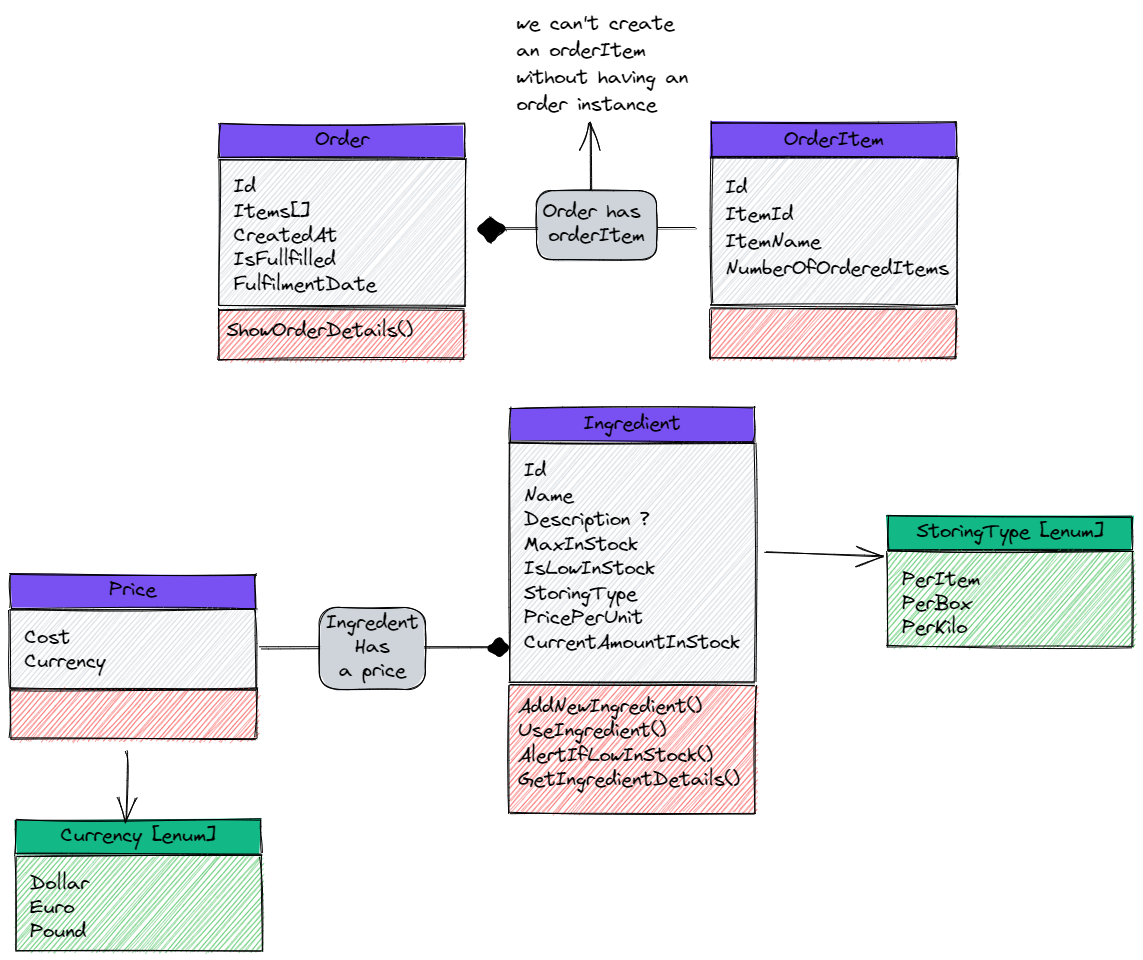 we can't create
an orderItem
without having an
order instance
Order
Id
Items[]
CreatedAt
IsFullfilled
FulfilmentDate
ShowOrderDetails()
Order has
orderItem
OrderItem
Id
ItemId
ItemName
NumberOfOrderedItems
Ingredient
Id
Name
Description ?
MaxInStock
IsLowInStock
StoringType
PricePerUnit
CurrentAmountInStock
AddNewIngredient()
UseIngredient()
AlertIfLowInStock()
GetIngredientDetails()
StoringType [enum]
PerItem
PerBox
PerKilo
Price
Cost
Currency
Ingredent
Has
a price
Currency [enum]
Dollar
Euro
Pound